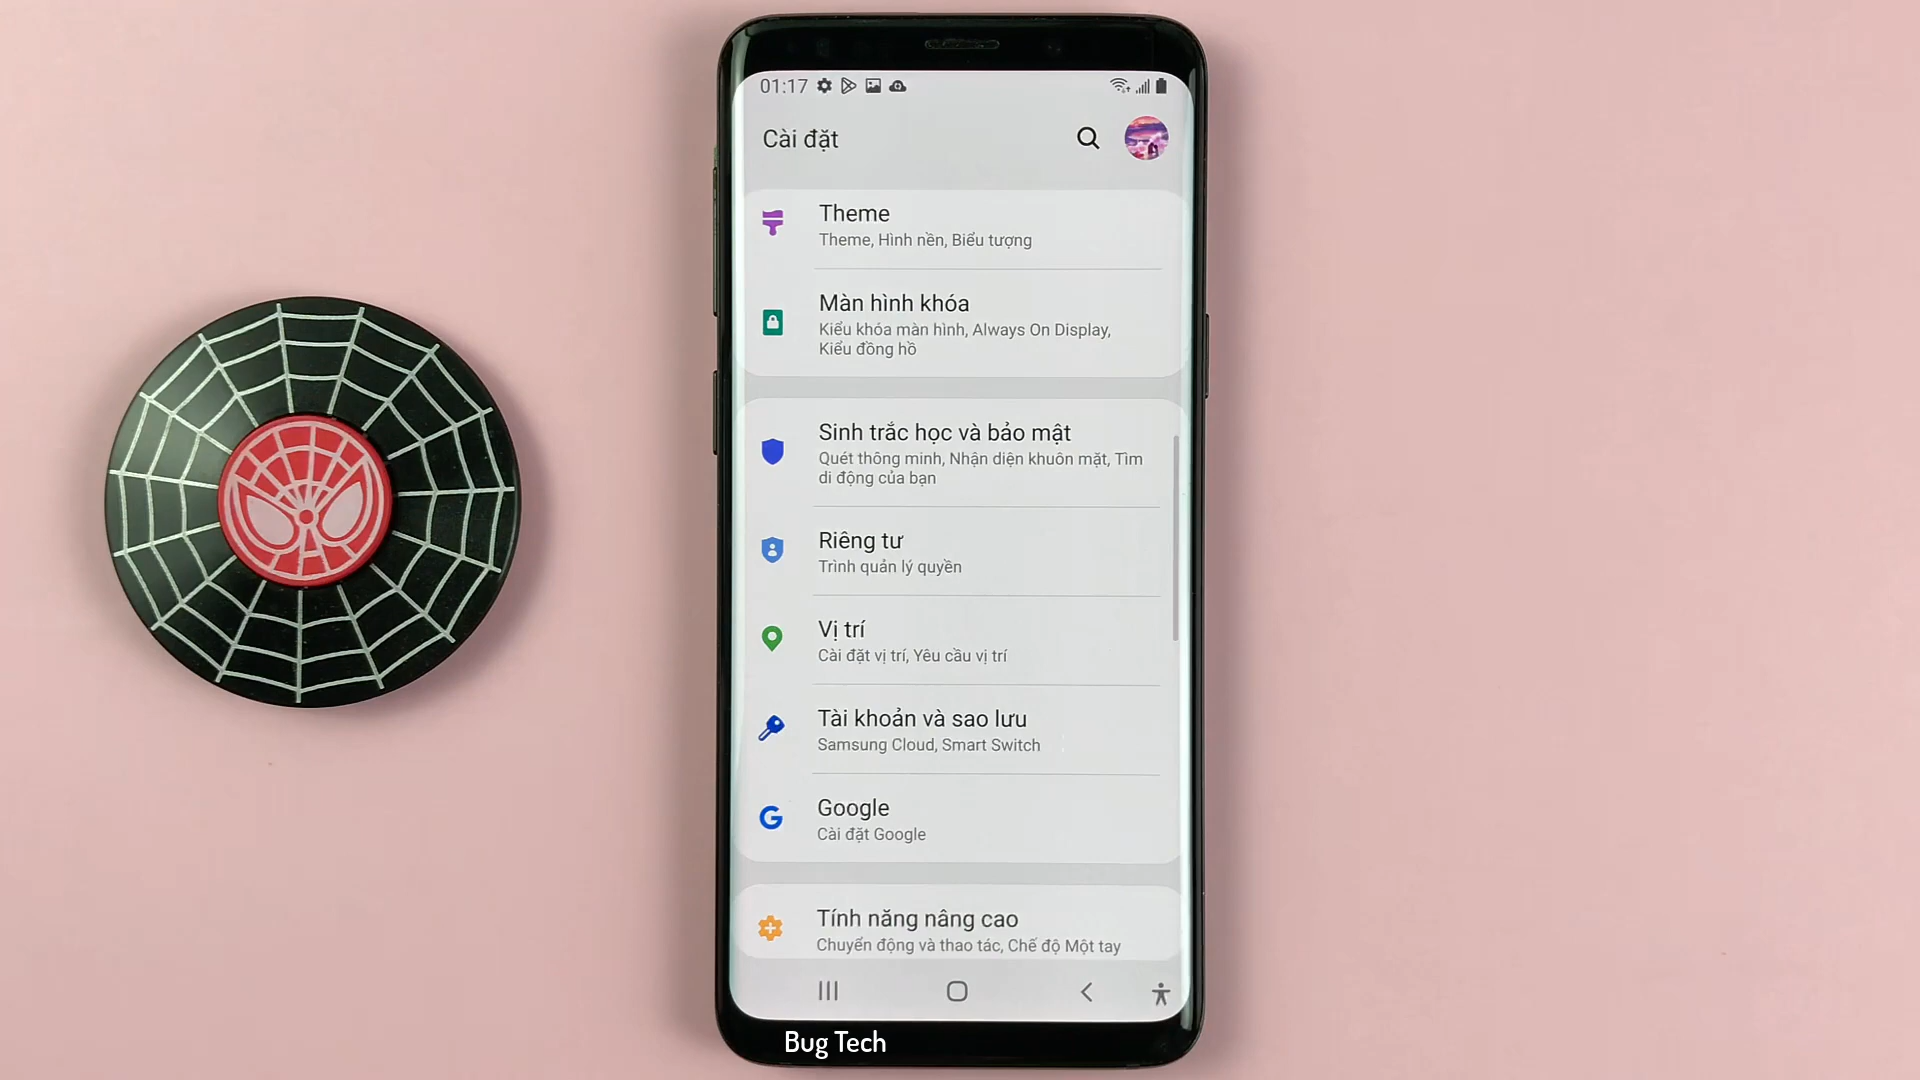 01:17
Cài đặt
Theme
Theme, Hình nền, Biểu tượng
Màn hình khóa
Kiểu khóa màn hình, Always On Display,
Kiểu đồng hồ
Sinh trắc học và bảo mật
Quét thông minh, Nhận diện khuôn mặt, Tìm
di động của bạn
Riêng tư
Trình quản lý quyền
Vị trí
Cài đặt vị trí, Yêu cầu vị trí
Tài khoản và sao lưu
Samsung Cloud, Smart Switch
Google
Cài đặt Google
Tính năng nâng cao
Chuyển động và thao tác, Chế độ Một tay
Bug Tech